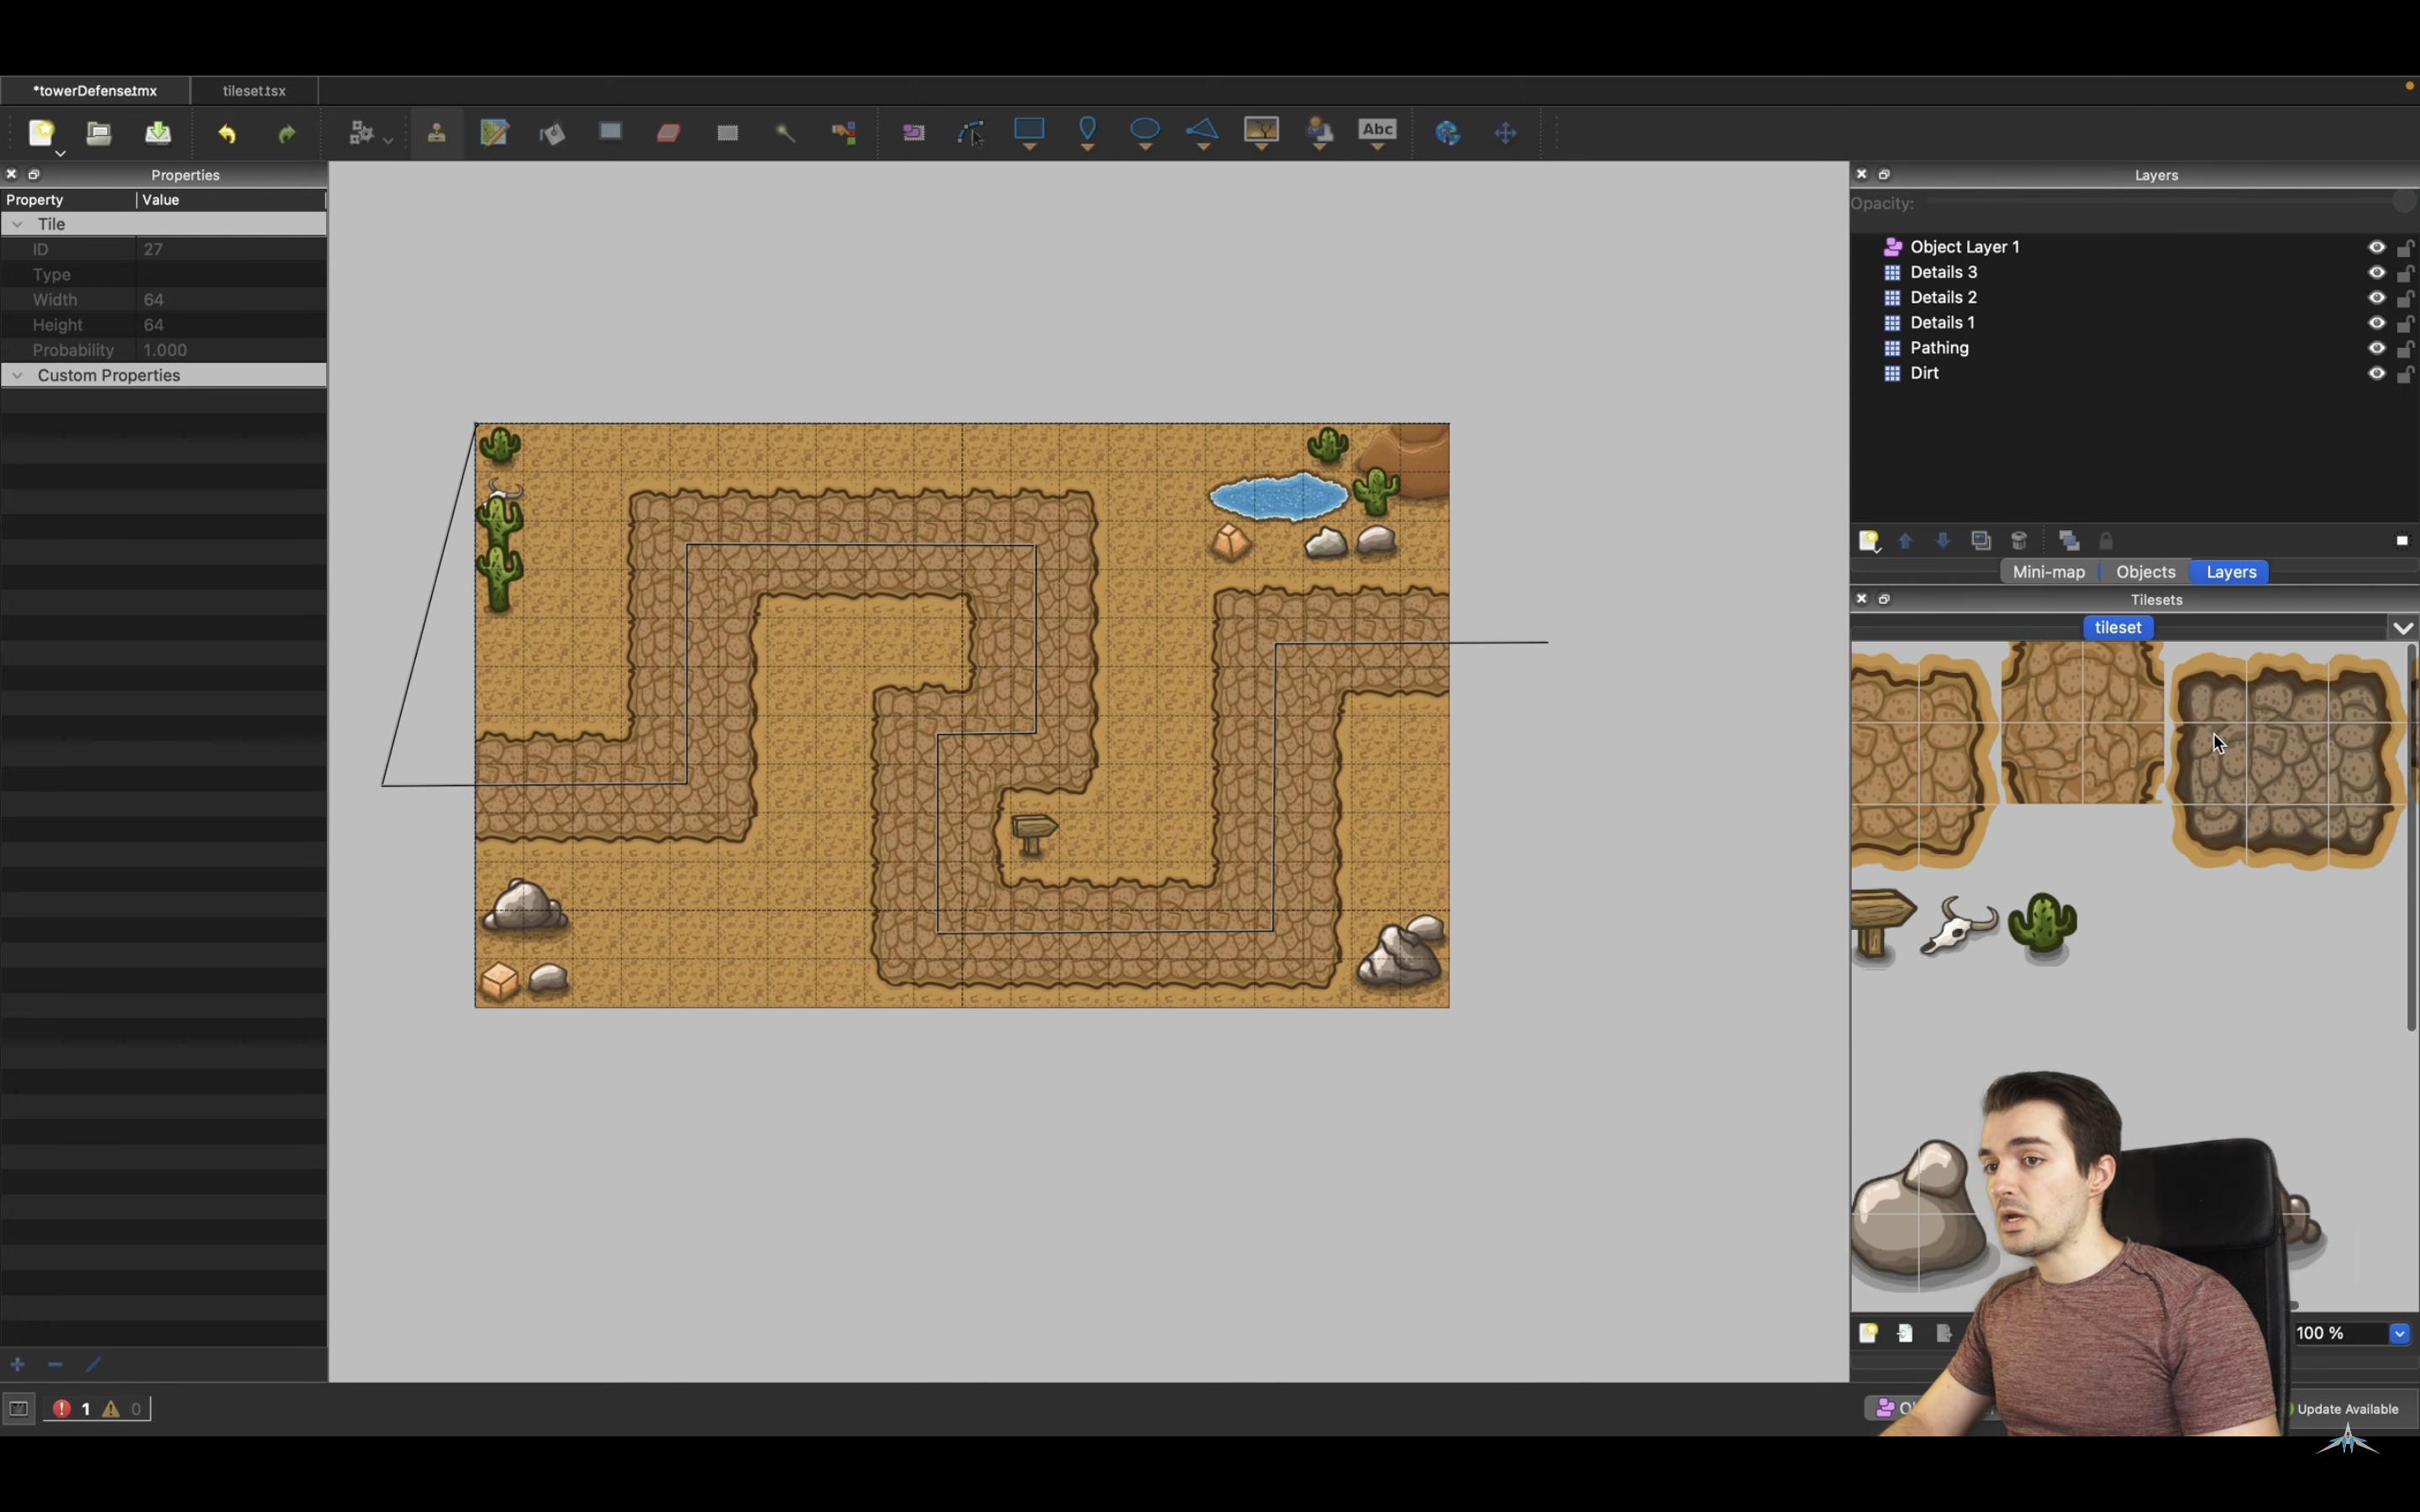 *towerDefense.tmx
tileset.tsx
Abc
Properties
Property Value
Tile
ID 27
Type
Width 64
Height 64
Probability 1.000
Custom Properties
Layers
Opacity:
Object Layer 1
Details 3
Details 2
Details 1
Pathing
Dirt
Mini-map Objects Layers
Tilesets
tileset
100 %
1 0
Update Available